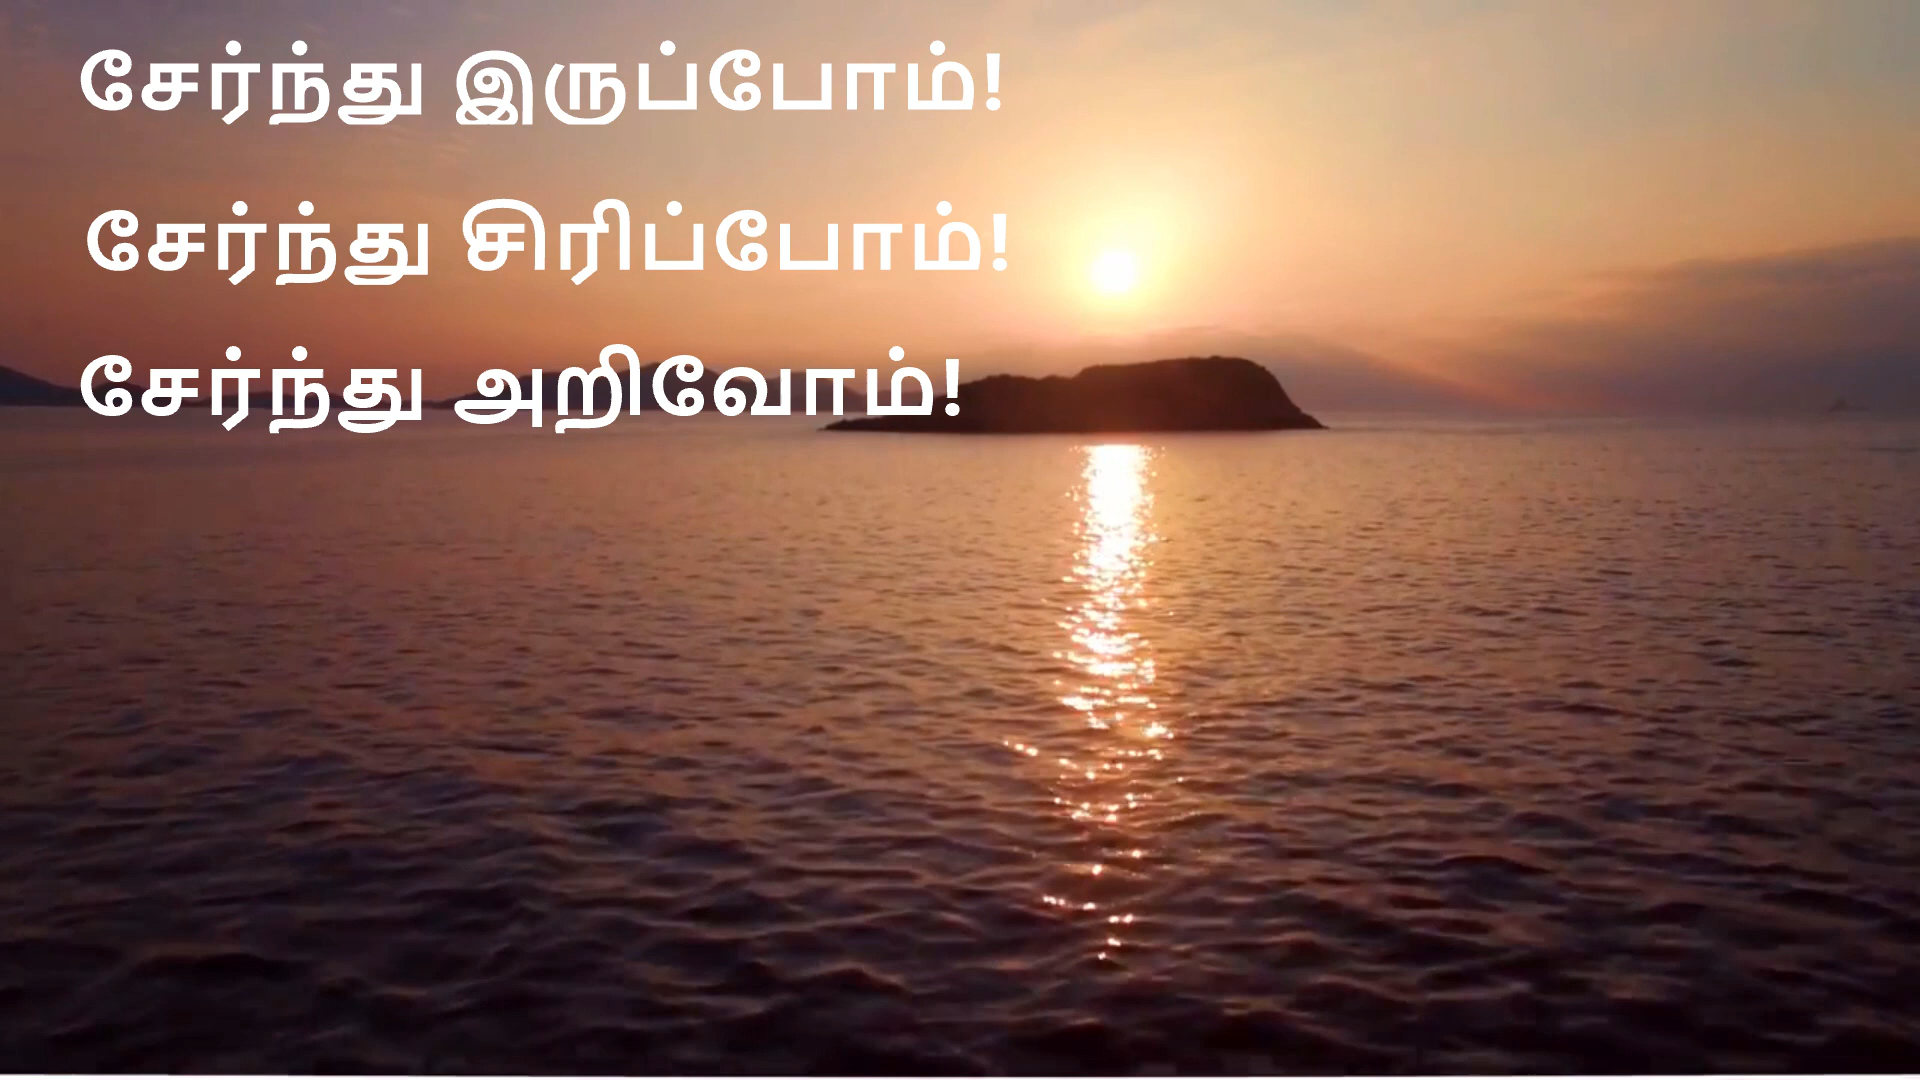 சேர்ந்து இருப்போம்!
சேர்ந்து சிரிப்போம்!
சேர்ந்து அறிவோம்!